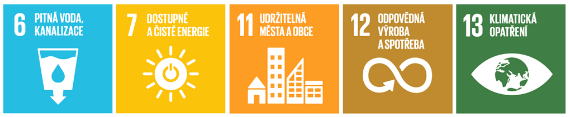 6 PITNÁ VODA,
KANALIZACE
7 DOSTUPNÉ
A ČISTÉ ENERGIE
11 UDRŽITELNÁ
MĚSTA A OBCE
12 ODPOVĚDNÁ
VÝROBA
A SPOTŘEBA
13 KLIMATICKÁ
OPATŘENÍ